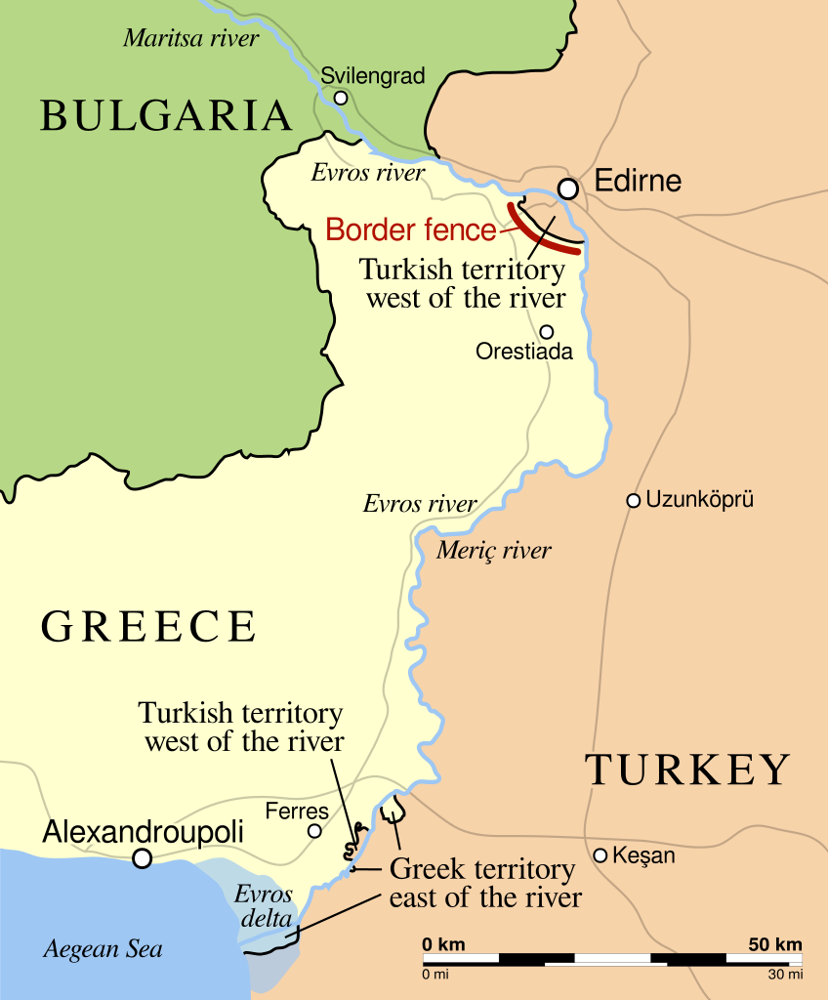 Maritsa river
Svilengrad
BULGARIA
Evros river
Edirne
Border fence
Turkish territory
west of the river
Orestiada
Evros river
Uzunköprü
Meriç river
GREECE
Turkish territory
west of the river
TURKEY
Ferres
Alexandroupoli
Keşan
Greek territory
east of the river
Evros
delta
Aegean Sea
0 km 50 km
0 mi 30 mi